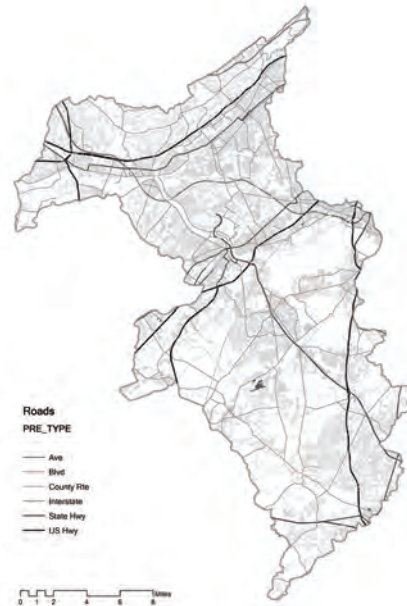 Roads
PRE_TYPE
Ave
Blvd
County Rte
Interstate
State Hwy
US Hwy
Miles
0 1 2 4 6 8